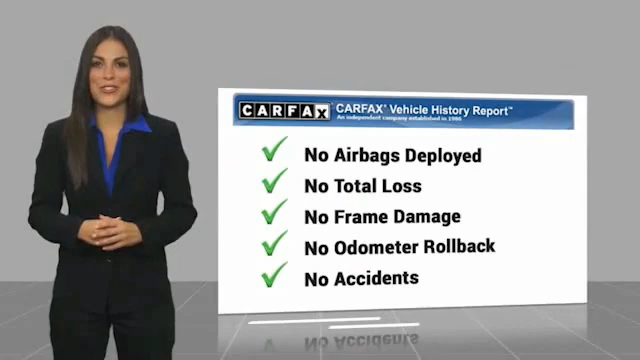 CARFAX CARFAX® Vehicle History Report™
An independent company established in 1986
No Airbags Deployed
No Total Loss
No Frame Damage
No Odometer Rollback
No Accidents